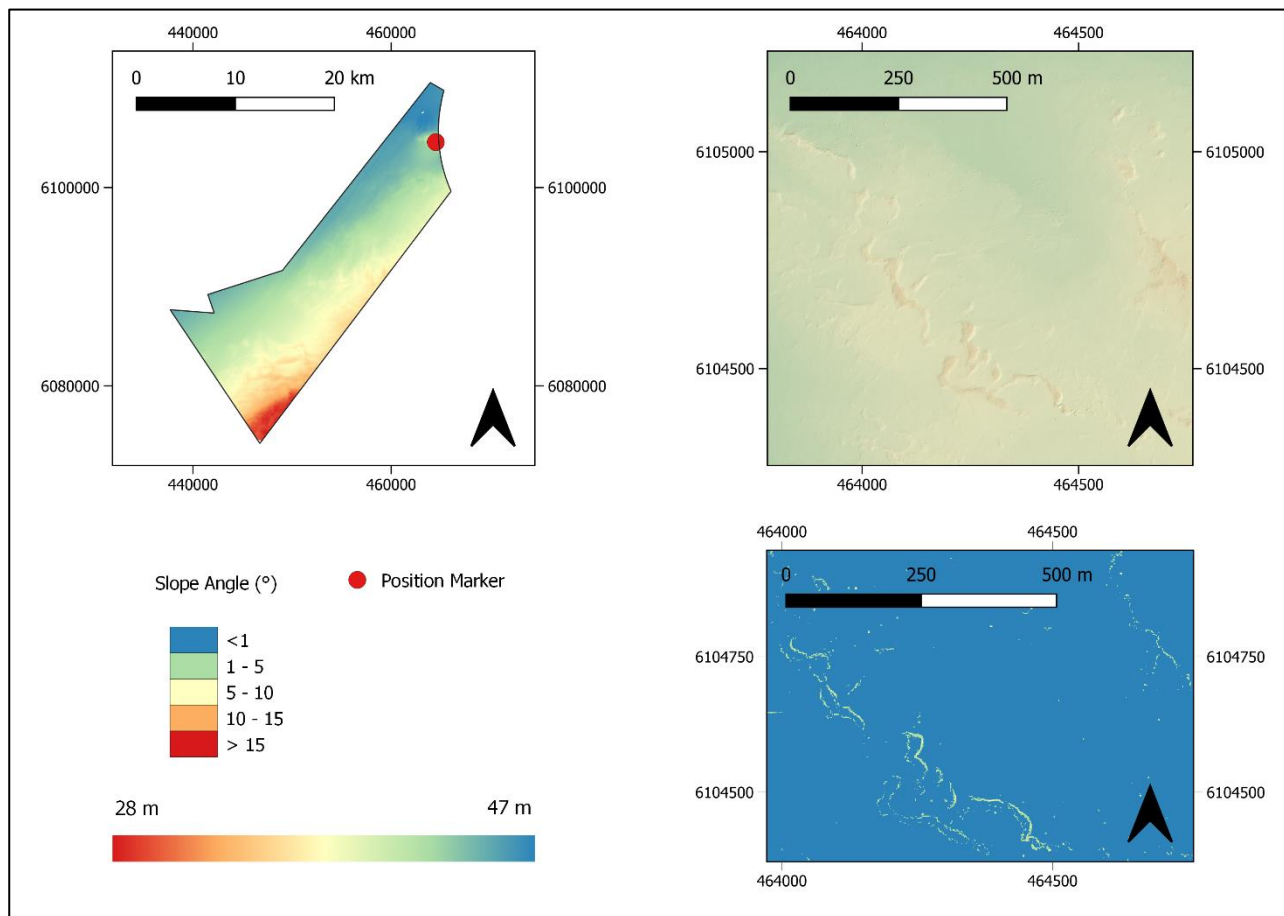 440000 460000
0 10 20 km
6100000 6100000
6080000 6080000
440000 460000
464000 464500
0 250 500 m
6105000 6105000
6104500 6104500
464000 464500
Slope Angle (°)
Position Marker
<1
1 - 5
5 - 10
10 - 15
> 15
28 m 47 m
464000 464500
0 250 500 m
6104750 6104750
6104500 6104500
464000 464500